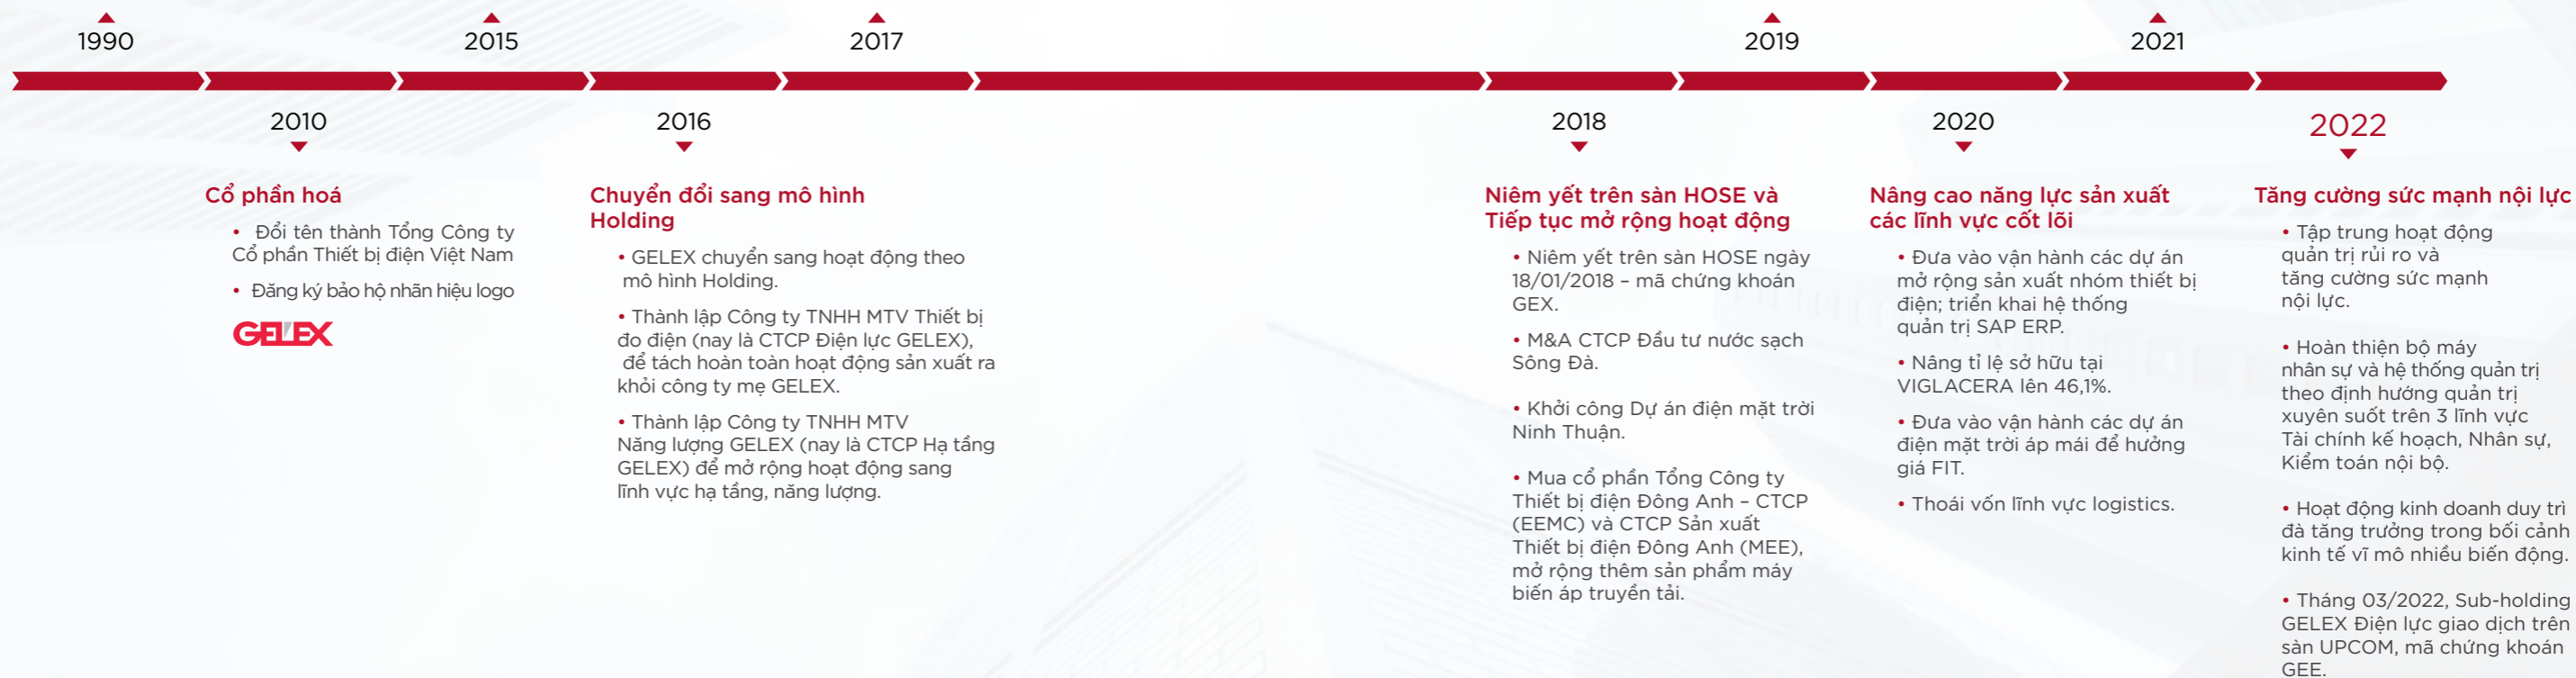 1990
2015
2017
2019
2021
2010
2016
2018
2020
2022
Cổ phần hoá
• Đổi tên thành Tổng Công ty
Cổ phần Thiết bị điện Việt Nam
• Đăng ký bảo hộ nhãn hiệu logo
GELEX
Chuyển đổi sang mô hình
Holding
• GELEX chuyển sang hoạt động theo
mô hình Holding.
• Thành lập Công ty TNHH MTV Thiết bị
đo điện (nay là CTCP Điện lực GELEX),
để tách hoàn toàn hoạt động sản xuất ra
khỏi công ty mẹ GELEX.
• Thành lập Công ty TNHH MTV
Năng lượng GELEX (nay là CTCP Hạ tầng
GELEX) để mở rộng hoạt động sang
lĩnh vực hạ tầng, năng lượng.
Niêm yết trên sàn HOSE và
Tiếp tục mở rộng hoạt động
• Niêm yết trên sàn HOSE ngày
18/01/2018 – mã chứng khoán
GEX.
• M&A CTCP Đầu tư nước sạch
Sông Đà.
• Khởi công Dự án điện mặt trời
Ninh Thuận.
• Mua cổ phần Tổng Công ty
Thiết bị điện Đông Anh – CTCP
(EEMC) và CTCP Sản xuất
Thiết bị điện Đông Anh (MEE),
mở rộng thêm sản phẩm máy
biến áp truyền tải.
Nâng cao năng lực sản xuất
các lĩnh vực cốt lõi
• Đưa vào vận hành các dự án
mở rộng sản xuất nhóm thiết bị
điện; triển khai hệ thống
quản trị SAP ERP.
• Nâng tỉ lệ sở hữu tại
VIGLACERA lên 46,1%.
• Đưa vào vận hành các dự án
điện mặt trời áp mái để hưởng
giá FIT.
• Thoái vốn lĩnh vực logistics.
Tăng cường sức mạnh nội lực
• Tập trung hoạt động
quản trị rủi ro và
tăng cường sức mạnh
nội lực.
• Hoàn thiện bộ máy
nhân sự và hệ thống quản trị
theo định hướng quản trị
xuyên suốt trên 3 lĩnh vực
Tài chính kế hoạch, Nhân sự,
Kiểm toán nội bộ.
• Hoạt động kinh doanh duy trì
đà tăng trưởng trong bối cảnh
kinh tế vĩ mô nhiều biến động.
• Tháng 03/2022, Sub-holding
GELEX Điện lực giao dịch trên
sàn UPCOM, mã chứng khoán
GEE.